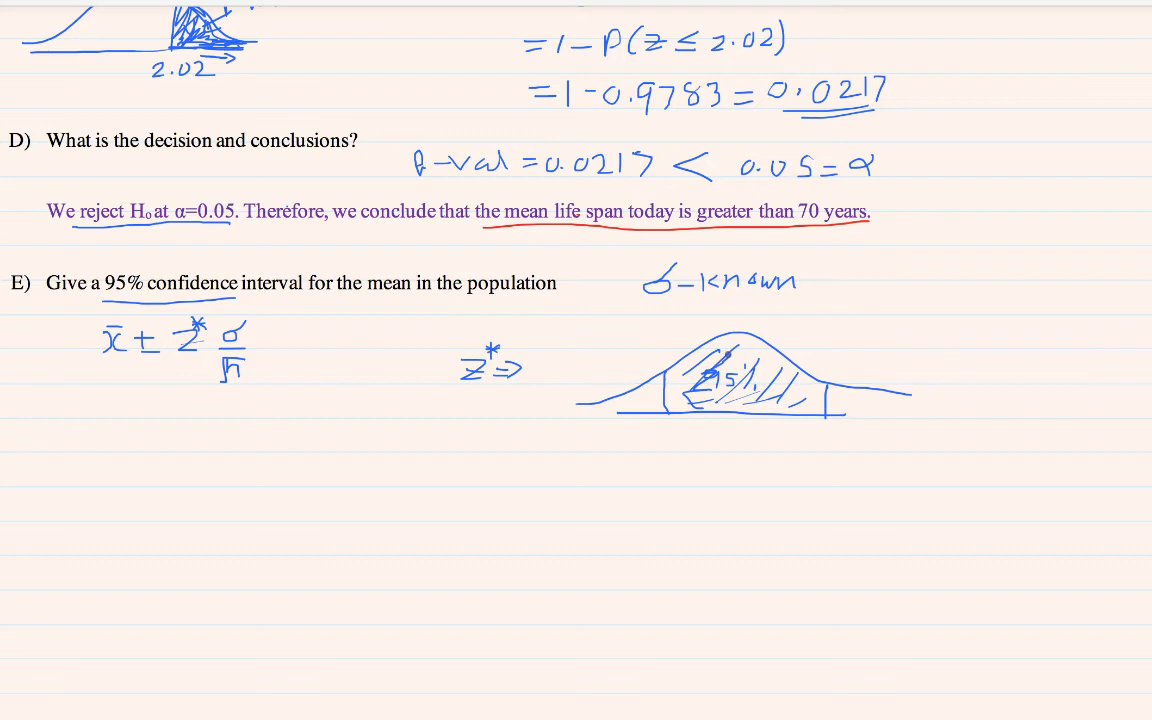 2.02
=1-P(Z ≤ 2.02)
=1-0.9783=0.0217
D) What is the decision and conclusions?
P-val = 0.0217 < 0.05=α
We reject H₀ at α=0.05. Therefore, we conclude that the mean life span today is greater than 70 years.
E) Give a 95% confidence interval for the mean in the population
σ-known
x̄ ± Z* σ/√n
Z* ⇒
95%